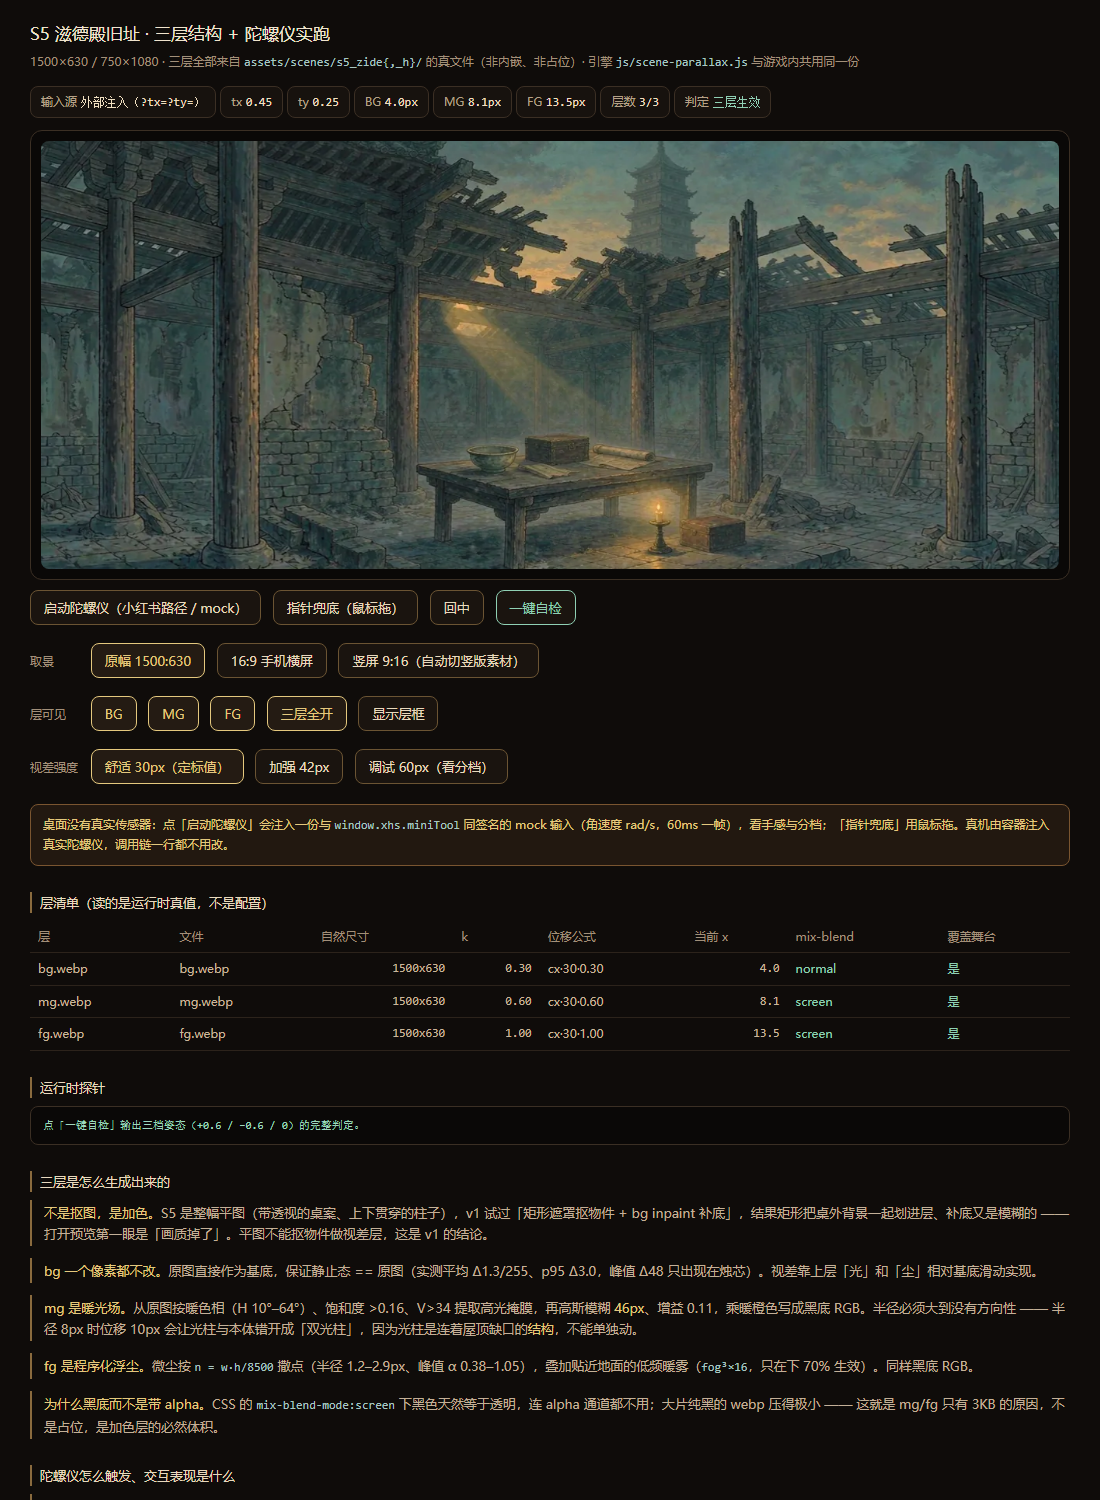 S5 滋德殿旧址 · 三层结构 + 陀螺仪实跑
1500×630 / 750×1080 · 三层全部来自 assets/scenes/s5_zide{,_h}/ 的真文件（非内嵌、非占位）· 引擎 js/scene-parallax.js 与游戏内共用同一份
输入源 外部注入（?tx=?ty=） tx 0.45 ty 0.25 BG 4.0px MG 8.1px FG 13.5px 层数 3/3 判定 三层生效
启动陀螺仪（小红书路径 / mock） 指针兜底（鼠标拖） 回中 一键自检
取景 原幅 1500:630 16:9 手机横屏 竖屏 9:16（自动切竖版素材）
层可见 BG MG FG 三层全开 显示层框
视差强度 舒适 30px（定标值） 加强 42px 调试 60px（看分档）
桌面没有真实传感器：点「启动陀螺仪」会注入一份与 window.xhs.miniTool 同签名的 mock 输入（角速度 rad/s，60ms 一帧），看手感与分档；「指针兜底」用鼠标拖。真机由容器注入
真实陀螺仪，调用链一行都不用改。
层清单（读的是运行时真值，不是配置）
层 文件 自然尺寸 k 位移公式 当前 x mix-blend 覆盖舞台
bg.webp bg.webp 1500x630 0.30 cx·30·0.30 4.0 normal 是
mg.webp mg.webp 1500x630 0.60 cx·30·0.60 8.1 screen 是
fg.webp fg.webp 1500x630 1.00 cx·30·1.00 13.5 screen 是
运行时探针
点「一键自检」输出三档姿态（+0.6 / -0.6 / 0）的完整判定。
三层是怎么生成出来的
不是抠图，是加色。S5 是整幅平图（带透视的桌案、上下贯穿的柱子），v1 试过「矩形遮罩抠物件 + bg inpaint 补底」，结果矩形把桌外背景一起划进层、补底又是模糊的 ——
打开预览第一眼是「画质掉了」。平图不能抠物件做视差层，这是 v1 的结论。
bg 一个像素都不改。原图直接作为基底，保证静止态 == 原图（实测平均 Δ1.3/255、p95 Δ3.0，峰值 Δ48 只出现在烛芯）。视差靠上层「光」和「尘」相对基底滑动实现。
mg 是暖光场。从原图按暖色相（H 10°–64°）、饱和度 >0.16、V>34 提取高光掩膜，再高斯模糊 46px、增益 0.11，乘暖橙色写成黑底 RGB。半径必须大到没有方向性 —— 半
径 8px 时位移 10px 会让光柱与本体错开成「双光柱」，因为光柱是连着屋顶缺口的结构，不能单独动。
fg 是程序化浮尘。微尘按 n = w·h/8500 撒点（半径 1.2–2.9px、峰值 α 0.38–1.05），叠加贴近地面的低频暖雾（fog³×16，只在下 70% 生效）。同样黑底 RGB。
为什么黑底而不是带 alpha。CSS 的 mix-blend-mode:screen 下黑色天然等于透明，连 alpha 通道都不用；大片纯黑的 webp 压得极小 —— 这就是 mg/fg 只有 3KB 的原因，不
是占位，是加色层的必然体积。
陀螺仪怎么触发、交互表现是什么